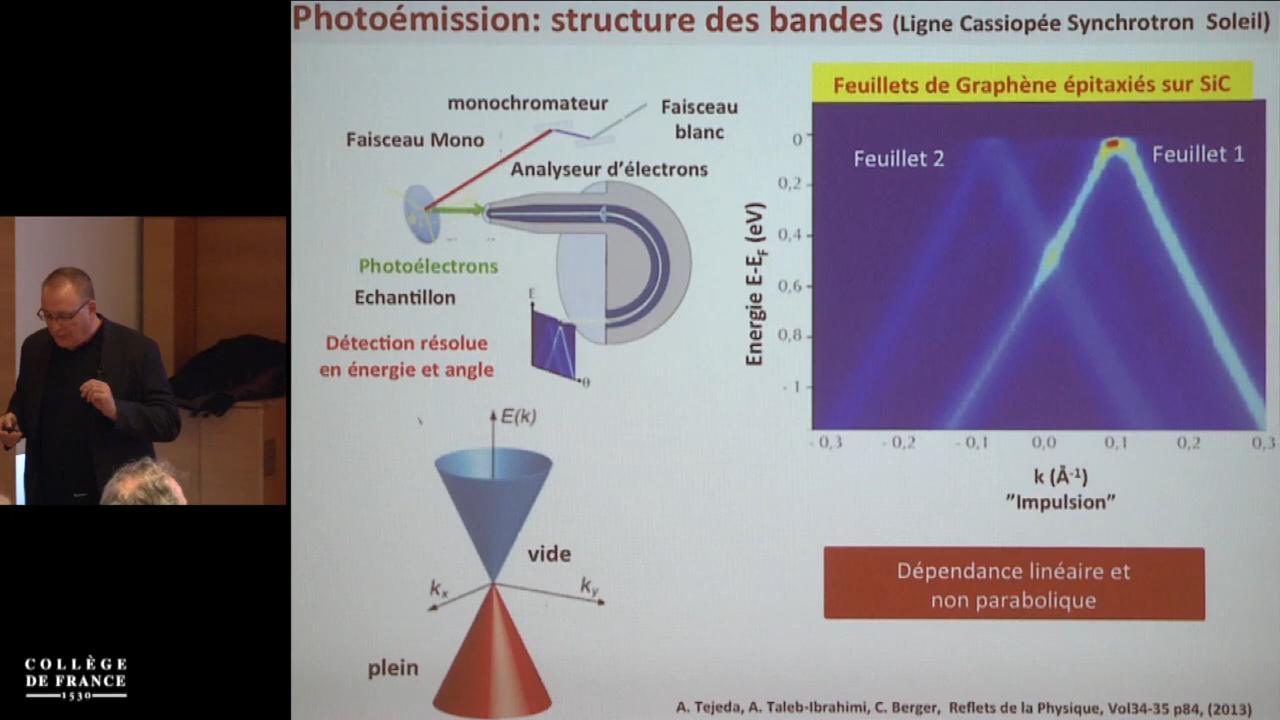 Photoémission: structure des bandes (Ligne Cassiopée Synchrotron Soleil)
monochromateur
Faisceau
blanc
Faisceau Mono
Analyseur d'électrons
Photoélectrons
Echantillon
Détection résolue
en énergie et angle
E
θ
E(k)
vide
kx
ky
plein
Feuillets de Graphène épitaxiés sur SiC
Feuillet 2
Feuillet 1
Energie E-EF (eV)
0
0,2
0,4
0,6
0,8
- 1
- 0,3 - 0,2 - 0,1 0,0 0,1 0,2 0,3
k (Å-1)
"Impulsion"
Dépendance linéaire et
non parabolique
A. Tejeda, A. Taleb-Ibrahimi, C. Berger, Reflets de la Physique, Vol34-35 p84, (2013)
COLLÈGE
DE FRANCE
1530